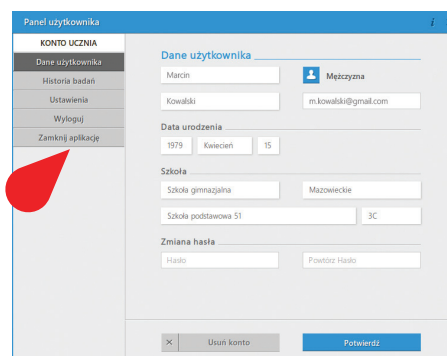 Panel użytkownika
i
KONTO UCZNIA
Dane użytkownika
Historia badań
Ustawienia
Wyloguj
Zamknij aplikację
Dane użytkownika
Marcin
Mężczyzna
Kowalski
m.kowalski@gmail.com
Data urodzenia
1979 Kwiecień 15
Szkoła
Szkoła gimnazjalna
Mazowieckie
Szkoła podstawowa 51
3C
Zmiana hasła
Hasło
Powtórz Hasło
× Usuń konto
Potwierdź